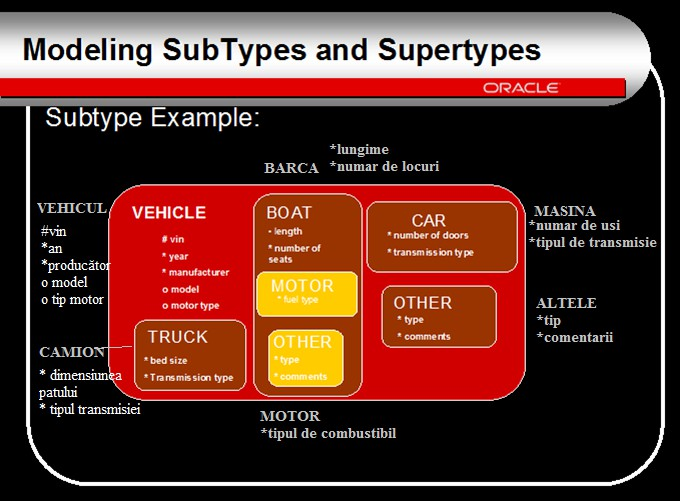 Modeling SubTypes and Supertypes
ORACLE
Subtype Example:
*lungime
BARCA *numar de locuri
VEHICUL
#vin
*an
*producător
o model
o tip motor
VEHICLE
# vin
* year
* manufacturer
o model
o motor type
BOAT
* length
* number of
seats
MOTOR
* fuel type
OTHER
* type
* comments
CAR
* number of doors
* transmission type
OTHER
* type
* comments
MASINA
*numar de usi
*tipul de transmisie
ALTELE
*tip
*comentarii
TRUCK
* bed size
* Transmission type
CAMION
* dimensiunea
patului
* tipul transmisiei
MOTOR
*tipul de combustibil